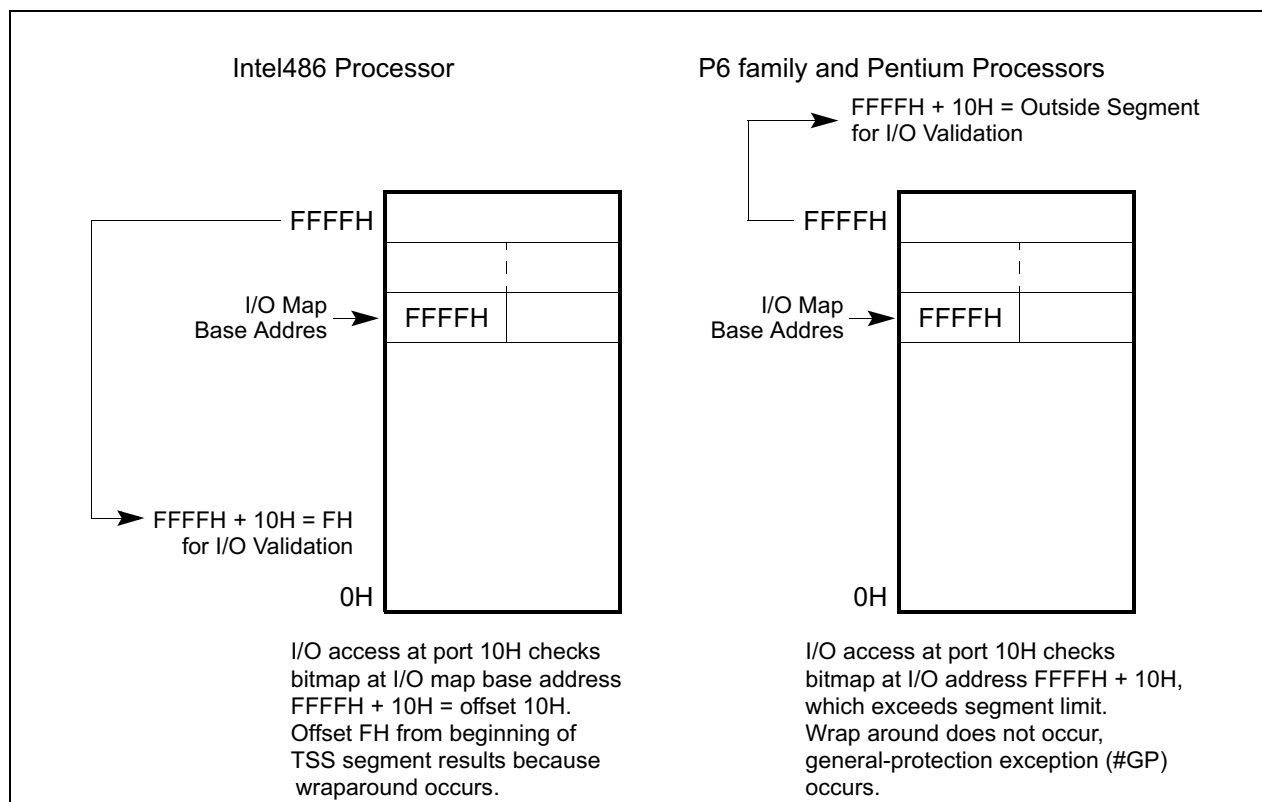 Intel486 Processor
P6 family and Pentium Processors
FFFFH + 10H = Outside Segment
for I/O Validation
FFFFH
FFFFH
I/O Map
Base Addres
FFFFH
I/O Map
Base Addres
FFFFH
FFFFH + 10H = FH
for I/O Validation
0H
0H
I/O access at port 10H checks
bitmap at I/O map base address
FFFFH + 10H = offset 10H.
Offset FH from beginning of
TSS segment results because
wraparound occurs.
I/O access at port 10H checks
bitmap at I/O address FFFFH + 10H,
which exceeds segment limit.
Wrap around does not occur,
general-protection exception (#GP)
occurs.